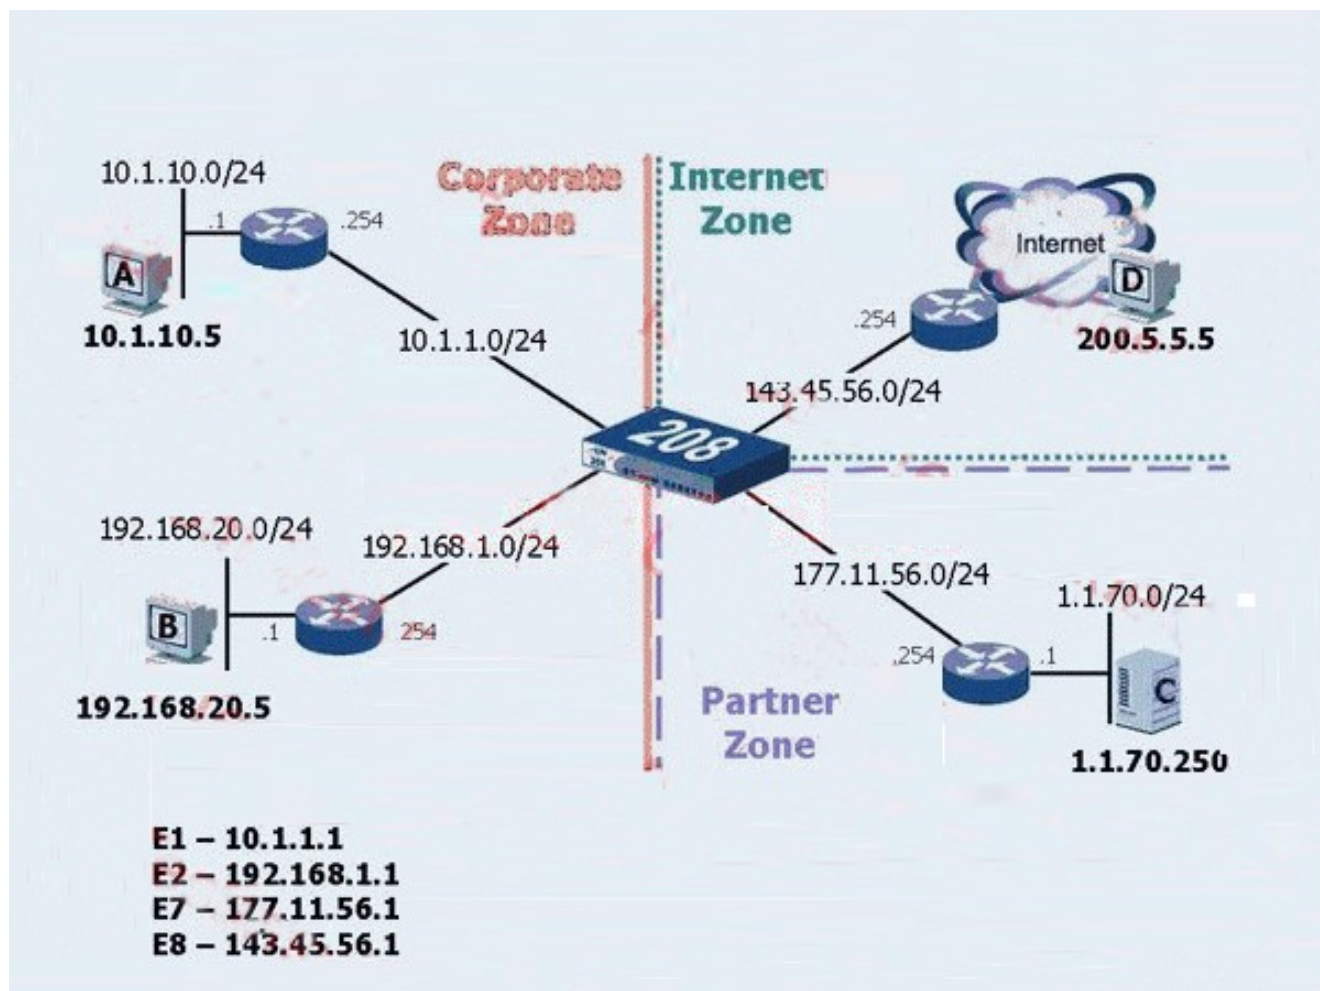 10.1.10.0/24
.1
.254
A
10.1.10.5
10.1.1.0/24
Corporate
Zone
Internet
Zone
Internet
D
.254
200.5.5.5
143.45.56.0/24
208
192.168.20.0/24
192.168.1.0/24
B
.1
254
192.168.20.5
177.11.56.0/24
1.1.70.0/24
.254
.1
C
1.1.70.250
Partner
Zone
E1 – 10.1.1.1
E2 – 192.168.1.1
E7 – 177.11.56.1
E8 – 143.45.56.1